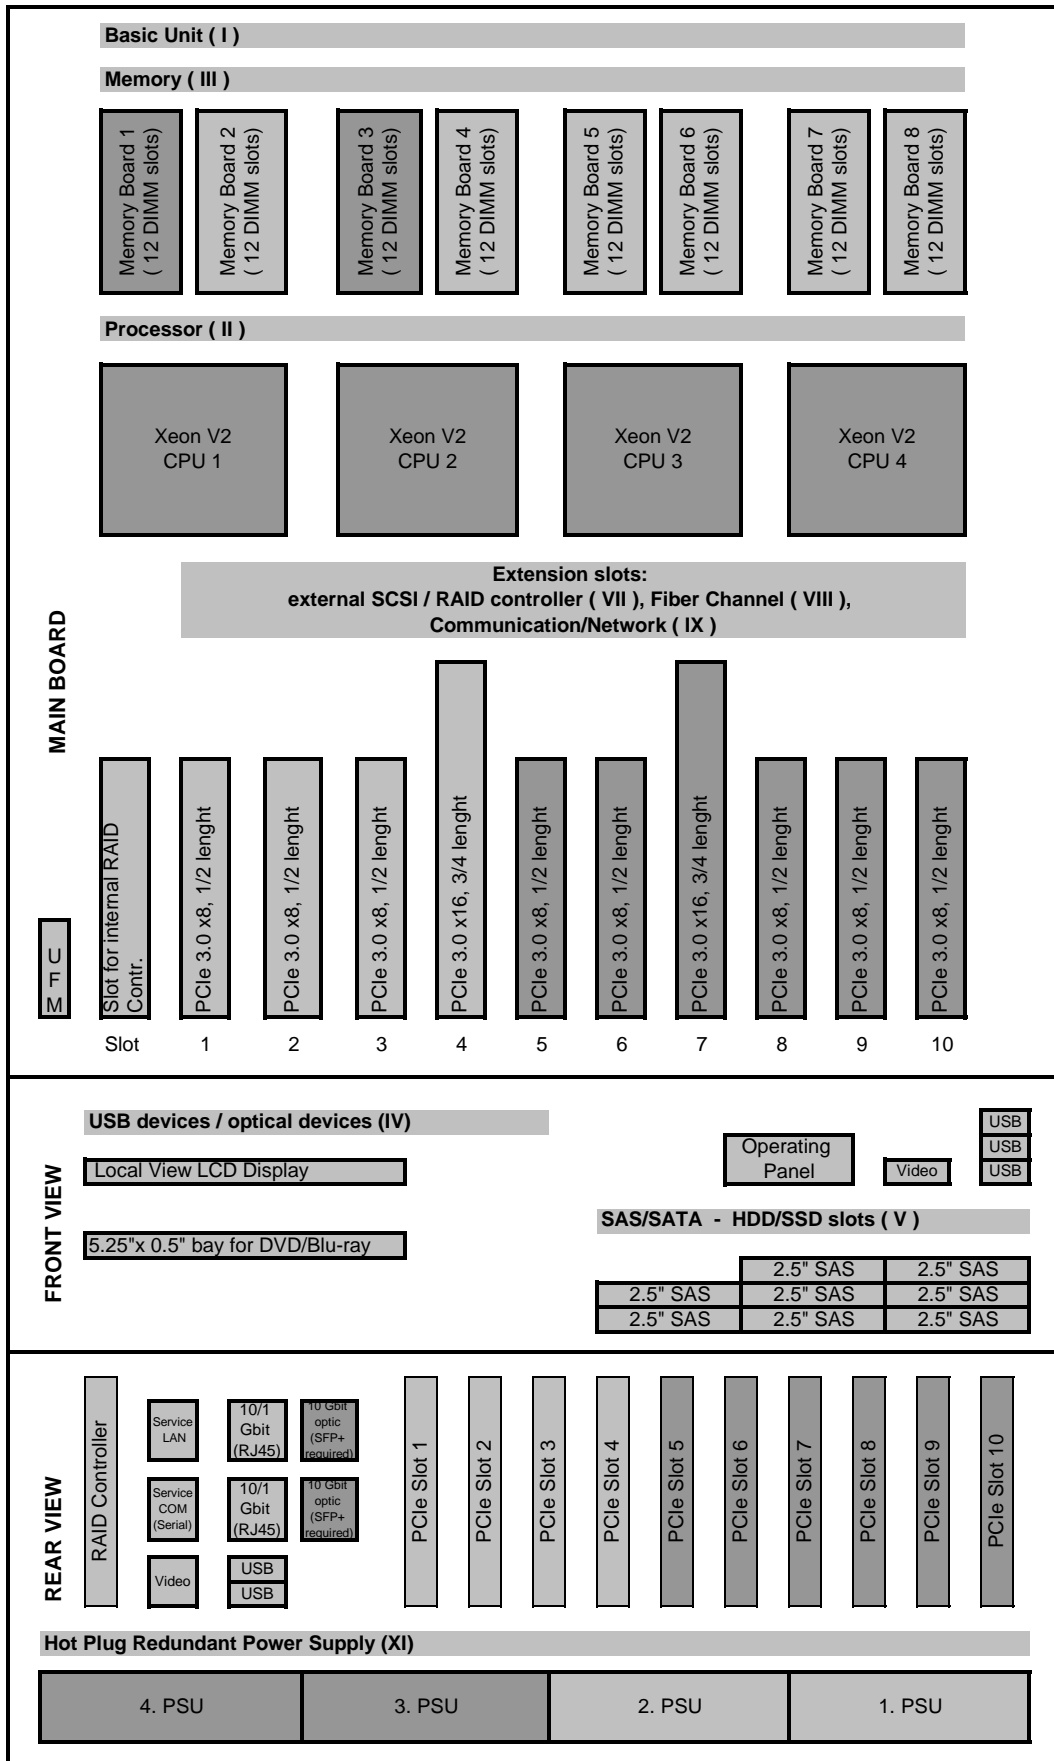 Basic Unit ( I )
Memory ( III )
Memory Board 1
( 12 DIMM slots)
Memory Board 2
( 12 DIMM slots)
Memory Board 3
( 12 DIMM slots)
Memory Board 4
( 12 DIMM slots)
Memory Board 5
( 12 DIMM slots)
Memory Board 6
( 12 DIMM slots)
Memory Board 7
( 12 DIMM slots)
Memory Board 8
( 12 DIMM slots)
Processor ( II )
Xeon V2
CPU 1
Xeon V2
CPU 2
Xeon V2
CPU 3
Xeon V2
CPU 4
MAIN BOARD
Extension slots:
external SCSI / RAID controller ( VII ), Fiber Channel ( VIII ),
Communication/Network ( IX )
U
F
M
Slot for internal RAID
Contr.
PCIe 3.0 x8, 1/2 lenght
PCIe 3.0 x8, 1/2 lenght
PCIe 3.0 x8, 1/2 lenght
PCIe 3.0 x16, 3/4 lenght
PCIe 3.0 x8, 1/2 lenght
PCIe 3.0 x8, 1/2 lenght
PCIe 3.0 x16, 3/4 lenght
PCIe 3.0 x8, 1/2 lenght
PCIe 3.0 x8, 1/2 lenght
PCIe 3.0 x8, 1/2 lenght
Slot 1 2 3 4 5 6 7 8 9 10
FRONT VIEW
USB devices / optical devices (IV)
Local View LCD Display
5.25"x 0.5" bay for DVD/Blu-ray
Operating
Panel
Video
USB
USB
USB
SAS/SATA - HDD/SSD slots ( V )
2.5" SAS 2.5" SAS
2.5" SAS 2.5" SAS 2.5" SAS
2.5" SAS 2.5" SAS 2.5" SAS
REAR VIEW
RAID Controller
Service
LAN
10/1
Gbit
(RJ45)
10 Gbit
optic
(SFP+
required)
Service
COM
(Serial)
10/1
Gbit
(RJ45)
10 Gbit
optic
(SFP+
required)
Video
USB
USB
PCIe Slot 1
PCIe Slot 2
PCIe Slot 3
PCIe Slot 4
PCIe Slot 5
PCIe Slot 6
PCIe Slot 7
PCIe Slot 8
PCIe Slot 9
PCIe Slot 10
Hot Plug Redundant Power Supply (XI)
4. PSU 3. PSU 2. PSU 1. PSU